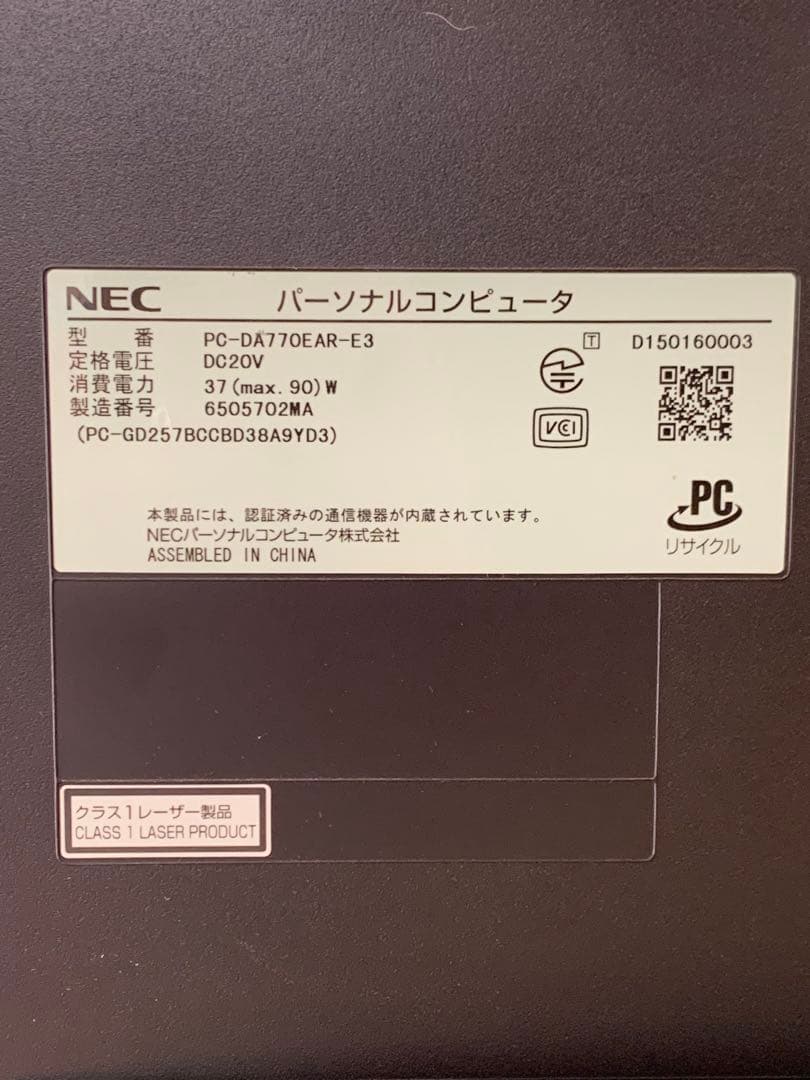 NEC パーソナルコンピュータ
型 番 PC-DA770EAR-E3
定格電圧 DC20V
消費電力 37(max.90)W
製造番号 6505702MA
(PC-GD257BCCBD38A9YD3)
T D150160003
VCCI
本製品には、認証済みの通信機器が内蔵されています。
NECパーソナルコンピュータ株式会社
ASSEMBLED IN CHINA
PC
リサイクル
クラス1レーザー製品
CLASS 1 LASER PRODUCT